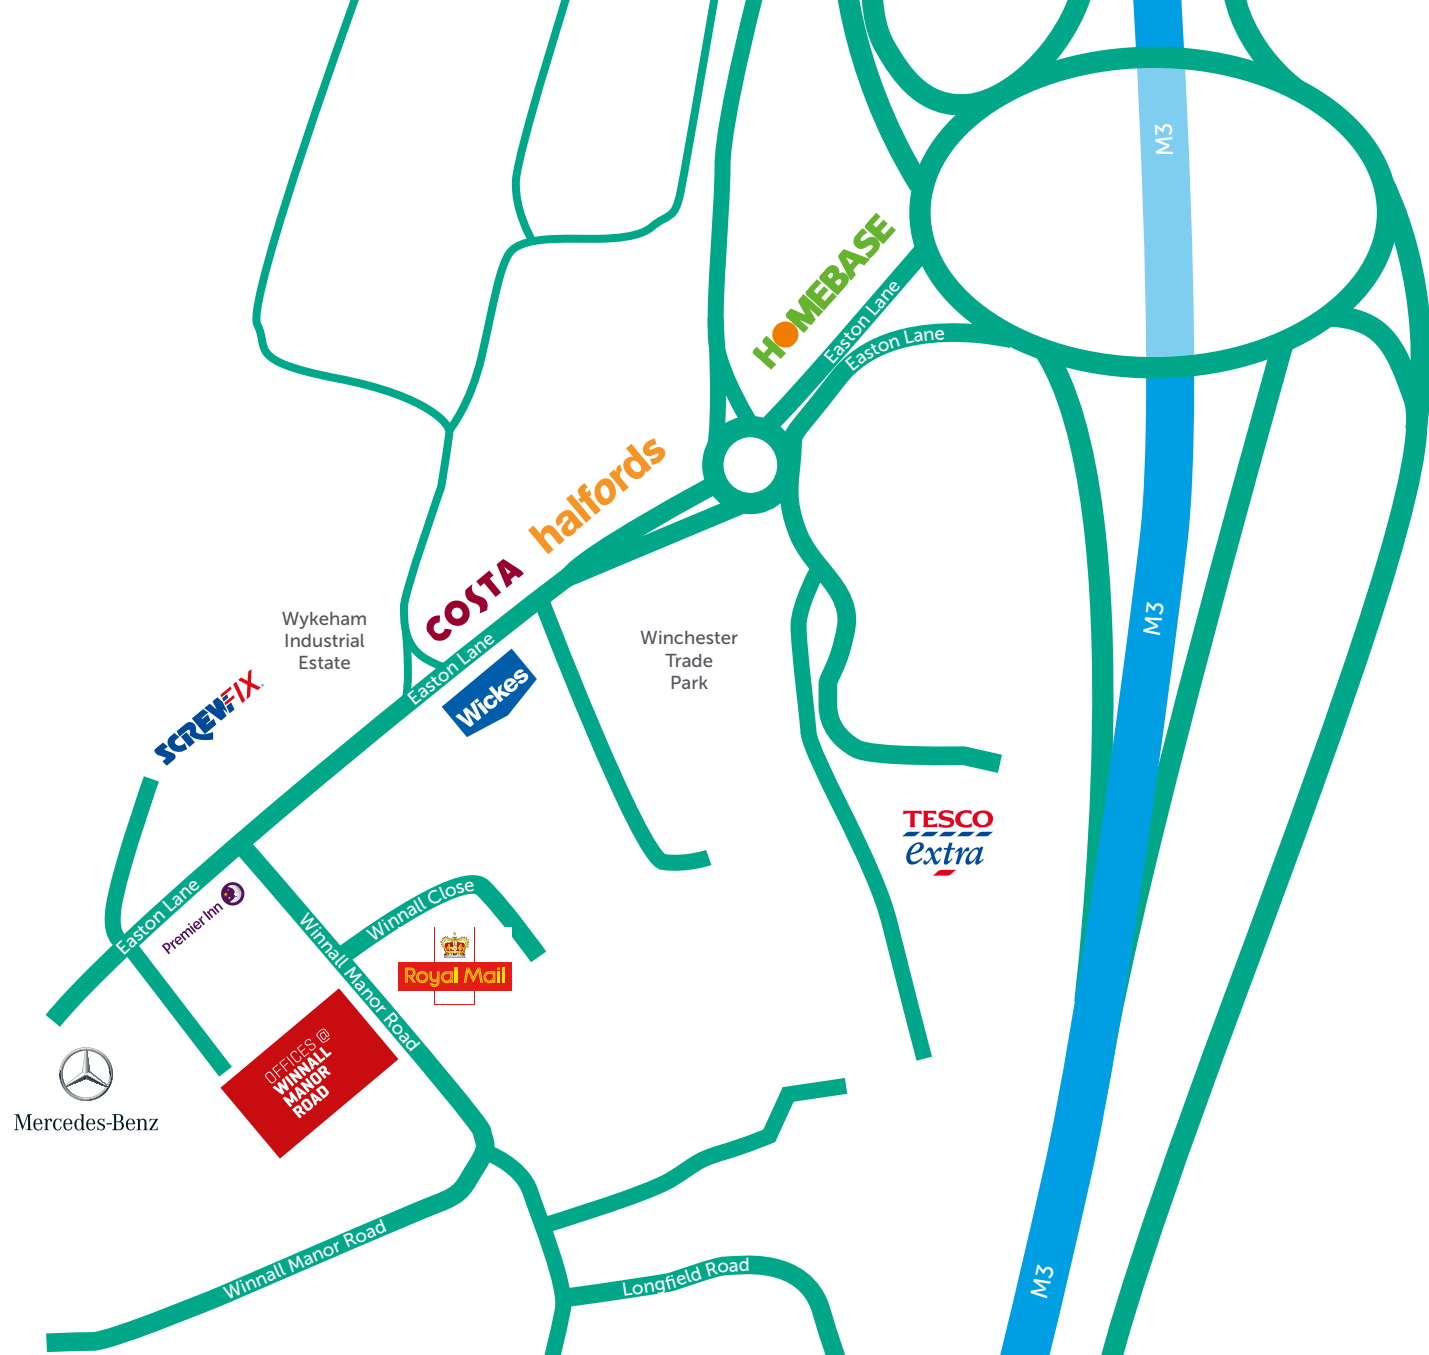 M3
HOMEBASE
Easton Lane
Easton Lane
halfords
COSTA
Wykeham
Industrial
Estate
Winchester
Trade
Park
M3
Easton Lane
Wickes
SCREWFIX
TESCO
extra
Easton Lane
Premier Inn
Winnall Close
Winnall Manor Road
Royal Mail
OFFICES @
WINNALL
MANOR
ROAD
Mercedes-Benz
Winnall Manor Road
Longfield Road
M3